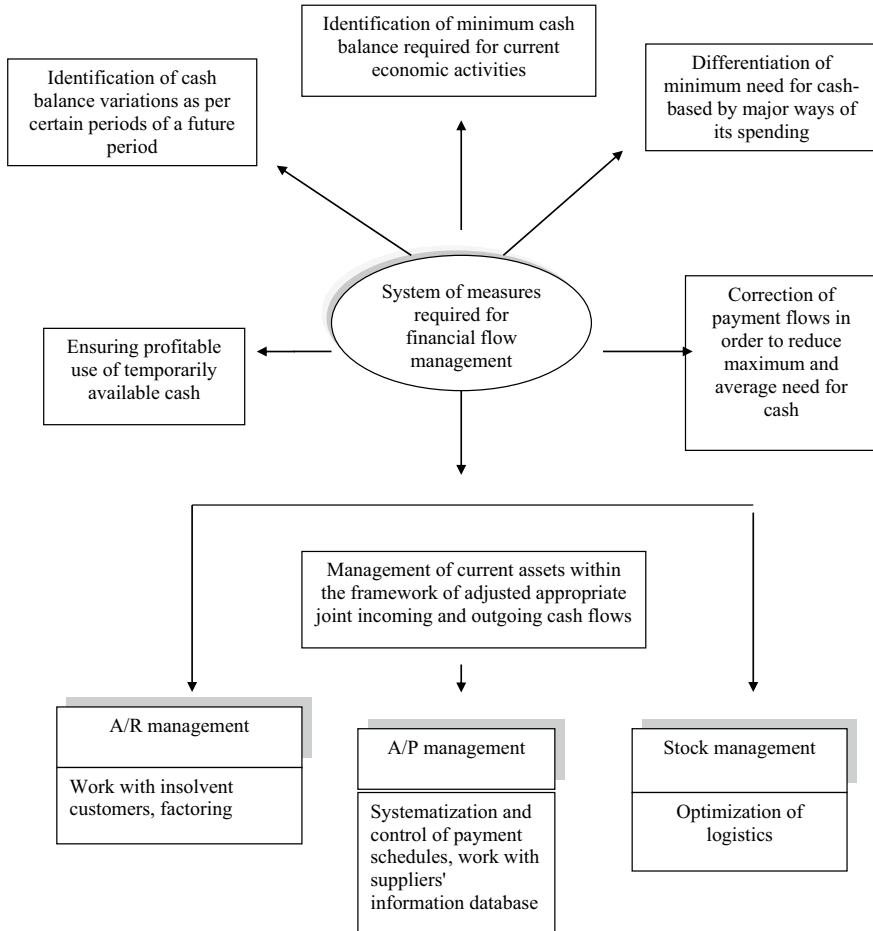 Identification of minimum cash
balance required for current
economic activities
Identification of cash
balance variations as per
certain periods of a future
period
Differentiation of
minimum need for cash-
based by major ways of
its spending
System of measures
required for
financial flow
management
Ensuring profitable
use of temporarily
available cash
Correction of
payment flows in
order to reduce
maximum and
average need for
cash
Management of current assets within
the framework of adjusted appropriate
joint incoming and outgoing cash flows
A/R management
Work with insolvent
customers, factoring
A/P management
Systematization and
control of payment
schedules, work with
suppliers'
information database
Stock management
Optimization of
logistics